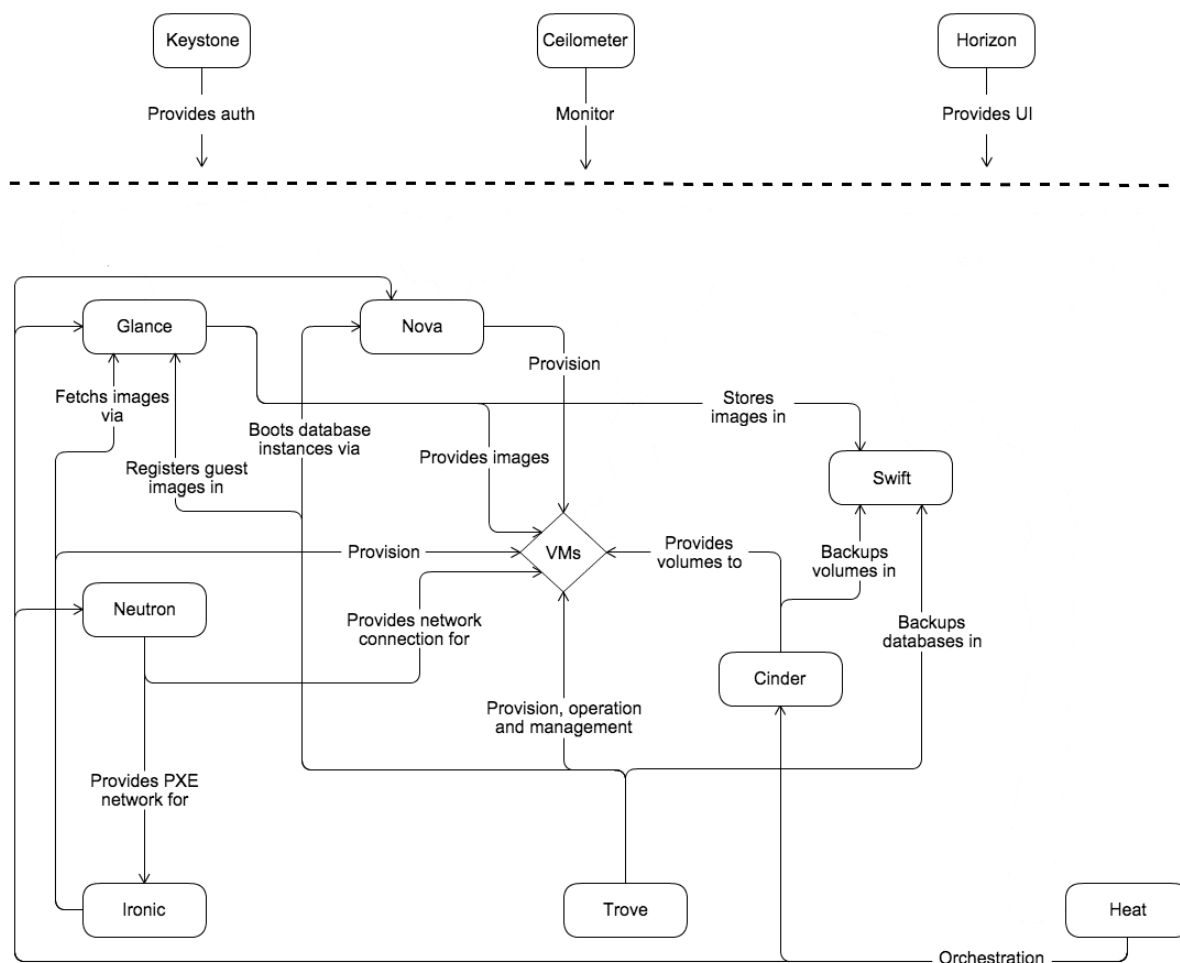 Keystone
Ceilometer
Horizon
Provides auth
Monitor
Provides UI
Glance
Nova
Provision
Fetchs images
via
Boots database
instances via
Stores
images in
Registers guest
images in
Provides images
Swift
Provision
VMs
Provides
volumes to
Backups
volumes in
Neutron
Provides network
connection for
Backups
databases in
Cinder
Provision, operation
and management
Provides PXE
network for
Ironic
Trove
Heat
Orchestration